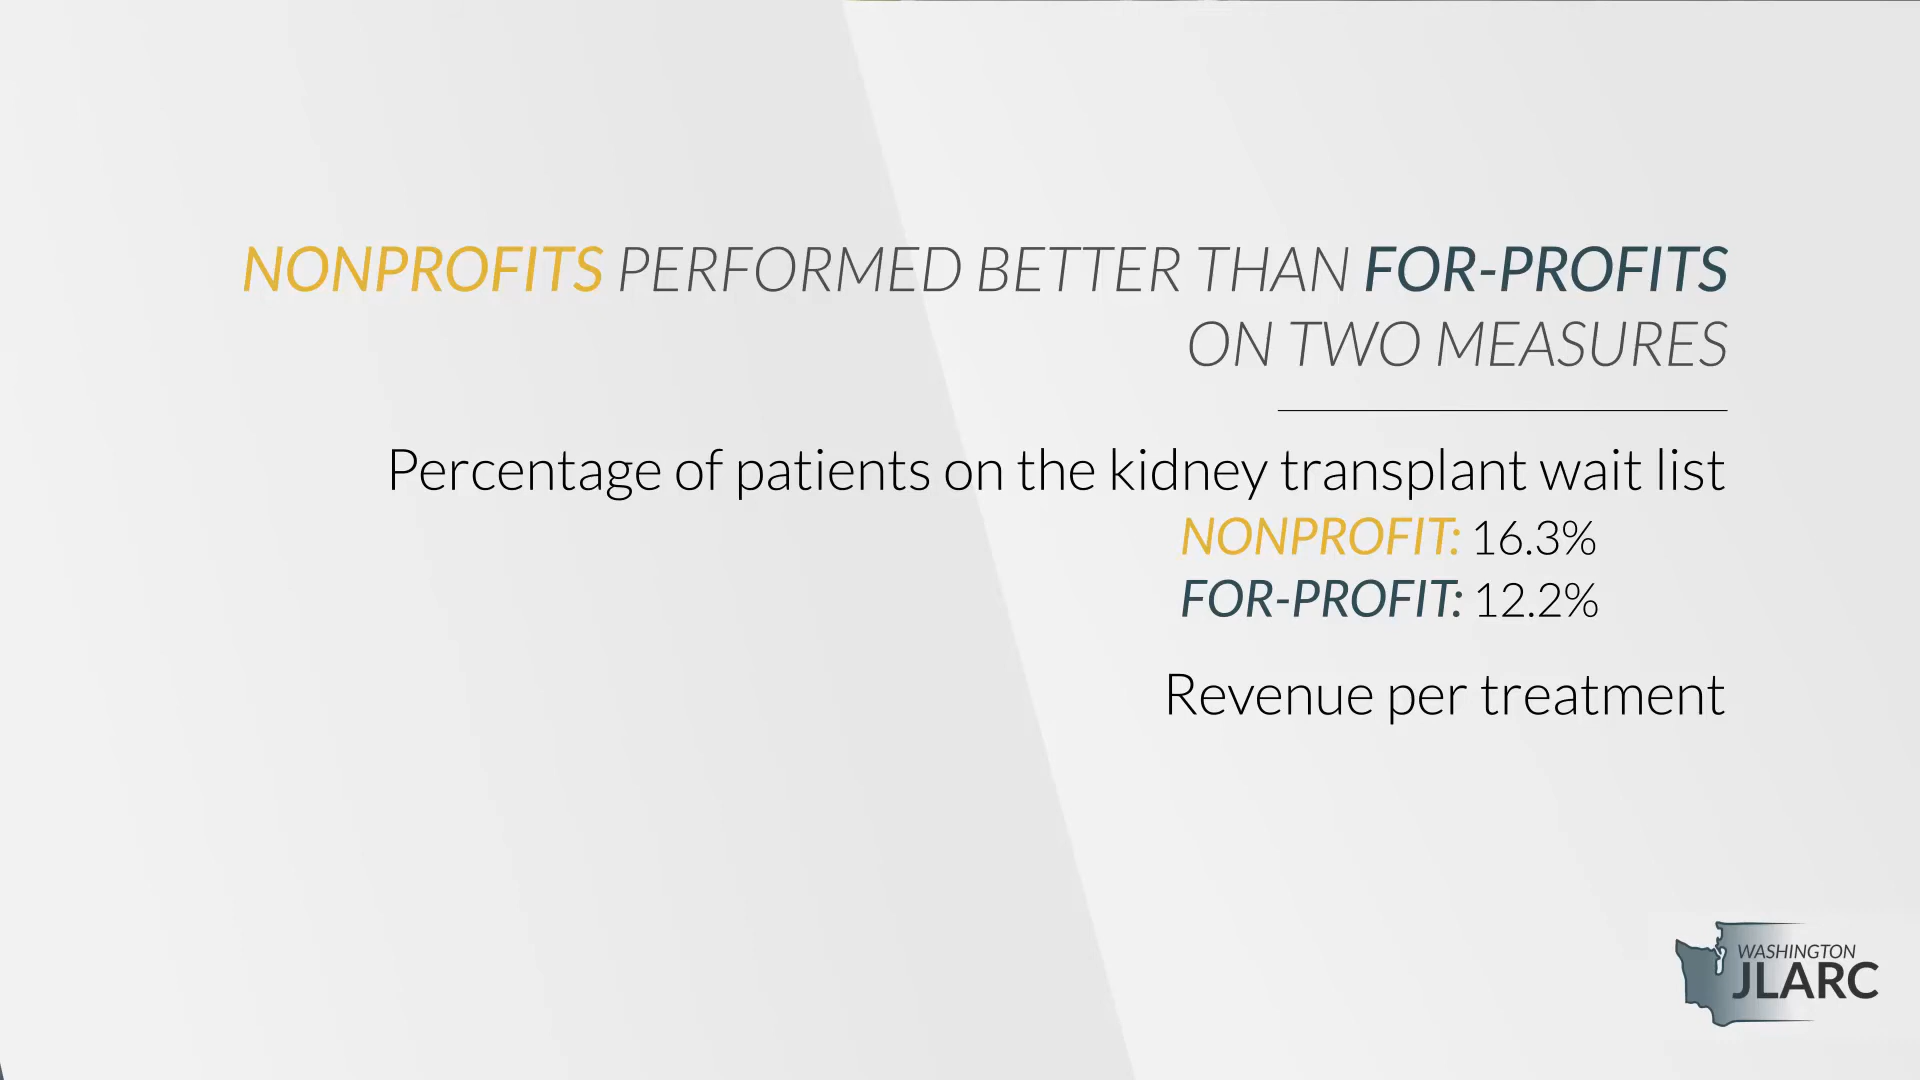 NONPROFITS PERFORMED BETTER THAN FOR-PROFITS
ON TWO MEASURES
Percentage of patients on the kidney transplant wait list
NONPROFIT: 16.3%
FOR-PROFIT: 12.2%
Revenue per treatment
WASHINGTON
JLARC